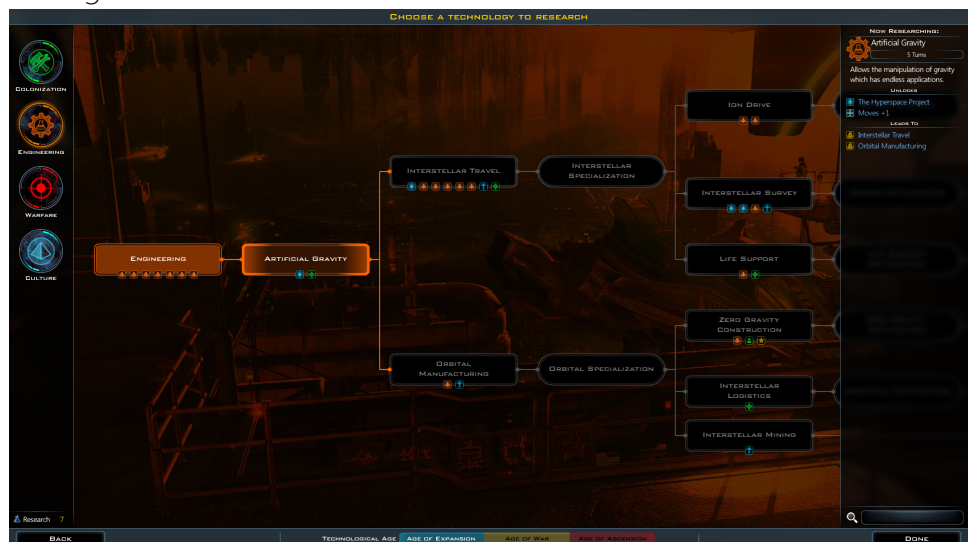 CHOOSE A TECHNOLOGY TO RESEARCH
COLONIZATION
ENGINEERING
WARFARE
CULTURE
ENGINEERING
ARTIFICIAL GRAVITY
INTERSTELLAR TRAVEL
INTERSTELLAR
SPECIALIZATION
ION DRIVE
INTERSTELLAR SURVEY
LIFE SUPPORT
ORBITAL
MANUFACTURING
ORBITAL SPECIALIZATION
ZERO GRAVITY
CONSTRUCTION
INTERSTELLAR
LOGISTICS
INTERSTELLAR MINING
NOW RESEARCHING:
Artificial Gravity
5 Turns
Allows the manipulation of gravity
which has endless applications.
UNLOCKS
The Hyperspace Project
Moves +1
LEADS TO
Interstellar Travel
Orbital Manufacturing
Research 7
BACK
TECHNOLOGICAL AGE
AGE OF EXPANSION
AGE OF WAR
AGE OF ASCENSION
DONE